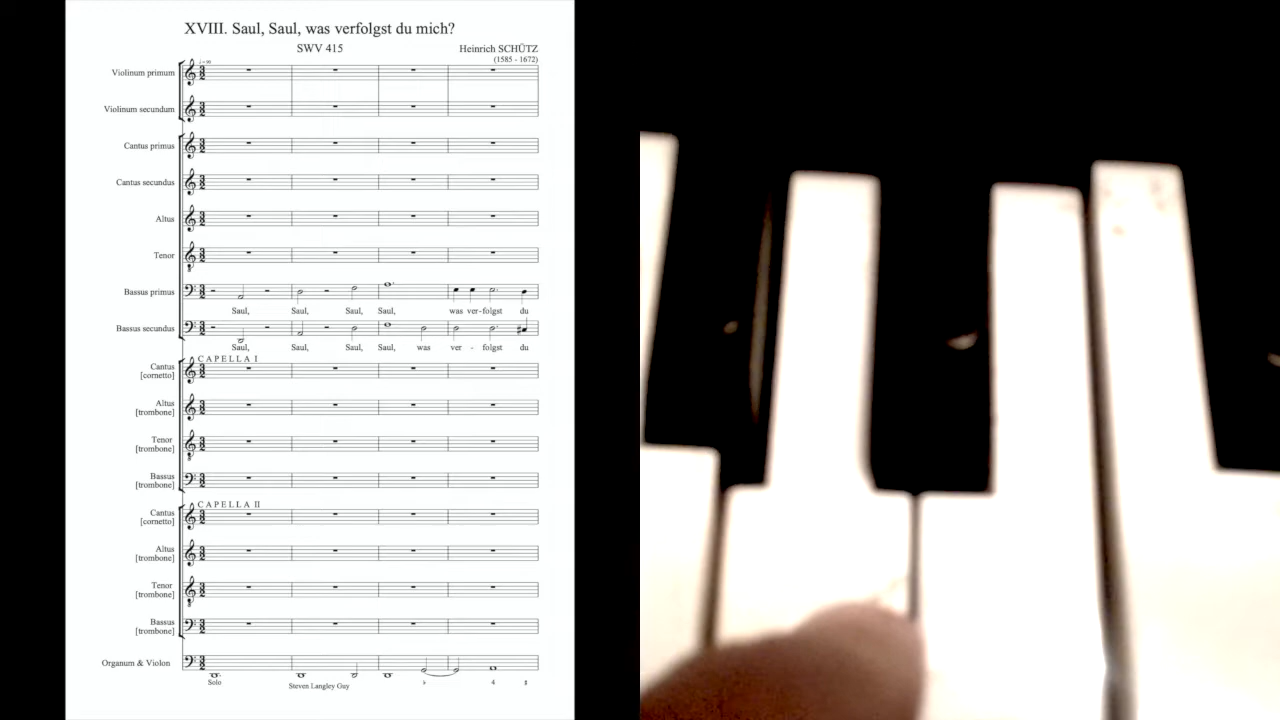 XVIII. Saul, Saul, was verfolgst du mich?
SWV 415
Heinrich SCHÜTZ
(1585 - 1672)
Violinum primum
Violinum secundum
Cantus primus
Cantus secundus
Altus
Tenor
Bassus primus
Saul, Saul, Saul, Saul, was ver-folgst du
Bassus secundus
Saul, Saul, Saul, Saul, was ver - folgst du
CAPELLA I
Cantus
[cornetto]
Altus
[trombone]
Tenor
[trombone]
Bassus
[trombone]
CAPELLA II
Cantus
[cornetto]
Altus
[trombone]
Tenor
[trombone]
Bassus
[trombone]
Organum & Violon
Solo
Steven Langley Guy